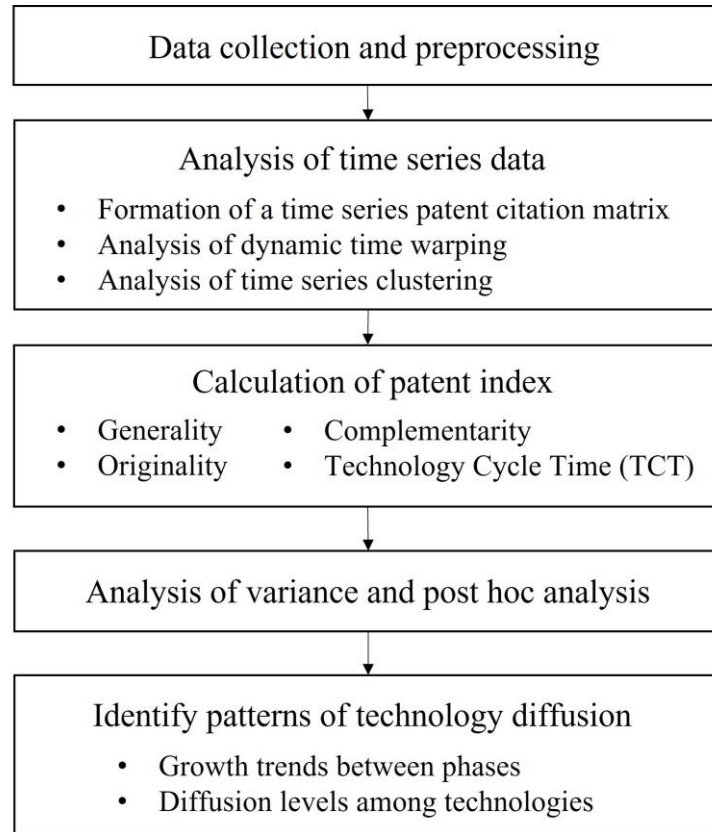 Data collection and preprocessing
Analysis of time series data
• Formation of a time series patent citation matrix
• Analysis of dynamic time warping
• Analysis of time series clustering
Calculation of patent index
• Generality • Complementarity
• Originality • Technology Cycle Time (TCT)
Analysis of variance and post hoc analysis
Identify patterns of technology diffusion
• Growth trends between phases
• Diffusion levels among technologies